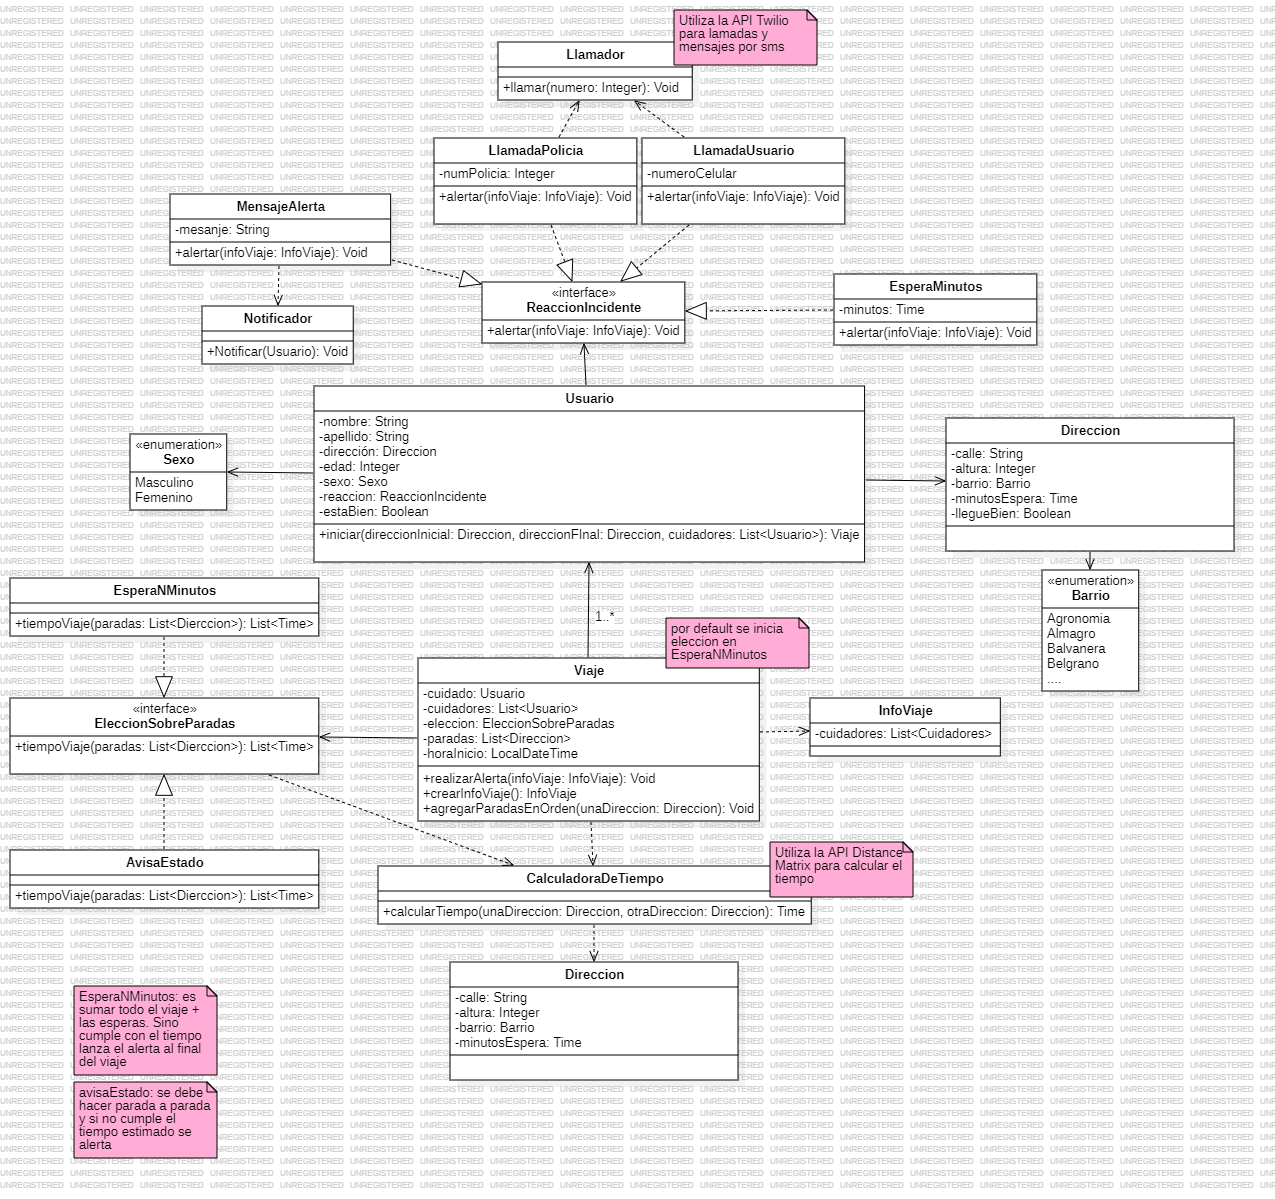 Utiliza la API Twilio
para lamadas y
mensajes por sms
Llamador
+llamar(numero: Integer): Void
LlamadaPolicia
-numPolicia: Integer
+alertar(infoViaje: InfoViaje): Void
LlamadaUsuario
-numeroCelular
+alertar(infoViaje: InfoViaje): Void
MensajeAlerta
-mesanje: String
+alertar(infoViaje: InfoViaje): Void
«interface»
ReaccionIncidente
+alertar(infoViaje: InfoViaje): Void
EsperaMinutos
-minutos: Time
+alertar(infoViaje: InfoViaje): Void
Notificador
+Notificar(Usuario): Void
Usuario
-nombre: String
-apellido: String
-dirección: Direccion
-edad: Integer
-sexo: Sexo
-reaccion: ReaccionIncidente
-estaBien: Boolean
+iniciar(direccionInicial: Direccion, direccionFInal: Direccion, cuidadores: List<Usuario>): Viaje
«enumeration»
Sexo
Masculino
Femenino
Direccion
-calle: String
-altura: Integer
-barrio: Barrio
-minutosEspera: Time
-llegueBien: Boolean
«enumeration»
Barrio
Agronomia
Almagro
Balvanera
Belgrano
....
EsperaNMinutos
+tiempoViaje(paradas: List<Dierccion>): List<Time>
1..*
por default se inicia
eleccion en
EsperaNMinutos
Viaje
-cuidado: Usuario
-cuidadores: List<Usuario>
-eleccion: EleccionSobreParadas
-paradas: List<Direccion>
-horaInicio: LocalDateTime
+realizarAlerta(infoViaje: InfoViaje): Void
+crearInfoViaje(): InfoViaje
+agregarParadasEnOrden(unaDireccion: Direccion): Void
«interface»
EleccionSobreParadas
+tiempoViaje(paradas: List<Dierccion>): List<Time>
InfoViaje
-cuidadores: List<Cuidadores>
AvisaEstado
+tiempoViaje(paradas: List<Dierccion>): List<Time>
Utiliza la API Distance
Matrix para calcular el
tiempo
CalculadoraDeTiempo
+calcularTiempo(unaDireccion: Direccion, otraDireccion: Direccion): Time
Direccion
-calle: String
-altura: Integer
-barrio: Barrio
-minutosEspera: Time
EsperaNMinutos: es
sumar todo el viaje +
las esperas. Sino
cumple con el tiempo
lanza el alerta al final
del viaje
avisaEstado: se debe
hacer parada a parada
y si no cumple el
tiempo estimado se
alerta